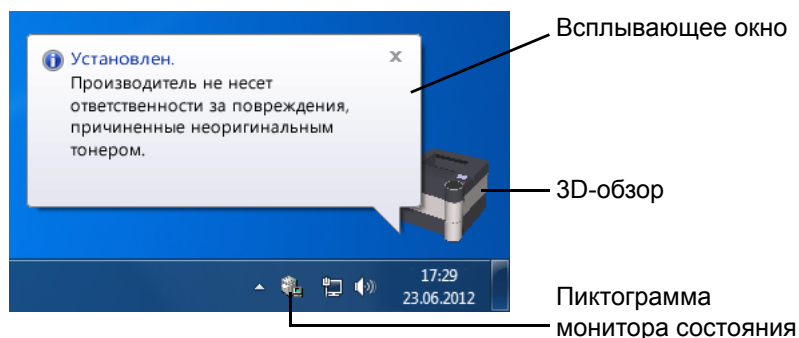 Установлен.
Производитель не несет
ответственности за повреждения,
причиненные неоригинальным
тонером.
17:29
23.06.2012
Всплывающее окно
3D-обзор
Пиктограмма
монитора состояния